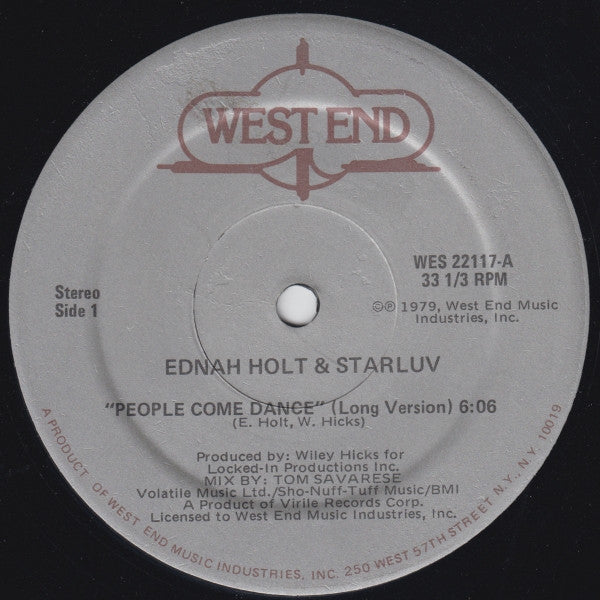 WEST END
WES 22117-A
33 1/3 RPM
Stereo
Side 1
©℗ 1979, West End Music
Industries, Inc.
EDNAH HOLT & STARLUV
"PEOPLE COME DANCE" (Long Version) 6:06
(E. Holt, W. Hicks)
Produced by: Wiley Hicks for
Locked-In Productions Inc.
MIX BY: TOM SAVARESE
Volatile Music Ltd./Sho-Nuff-Tuff Music/BMI
A Product of Virile Records Corp.
Licensed to West End Music Industries, Inc.
A PRODUCT OF WEST END MUSIC INDUSTRIES, INC. 250 WEST 57TH STREET N.Y., N.Y. 10019